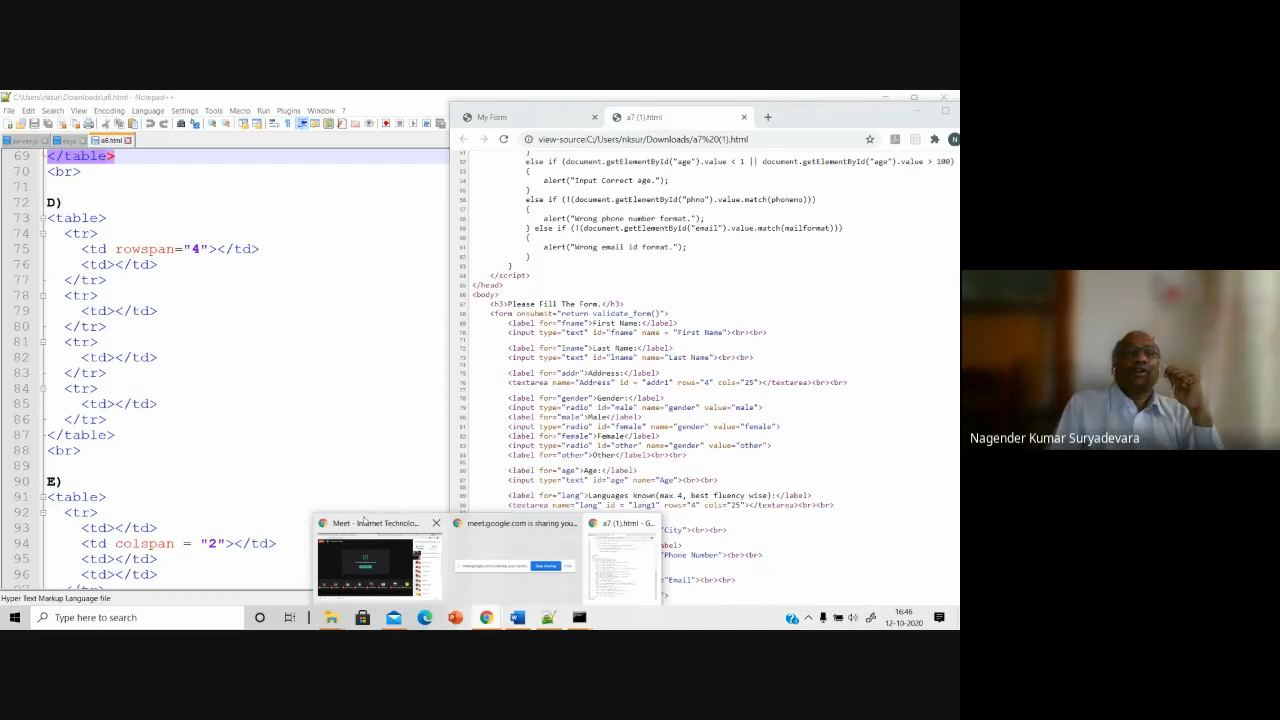 C:\Users\nksur\Downloads\a6.html - Notepad++
File Edit Search View Encoding Language Settings Tools Macro Run Plugins Window ?
a6.html
69 </table>
70 <br>
71
72 D)
73 <table>
74 <tr>
75 <td rowspan="4"></td>
76 <td></td>
77 </tr>
78 <tr>
79 <td></td>
80 </tr>
81 <tr>
82 <td></td>
83 </tr>
84 <tr>
85 <td></td>
86 </tr>
87 </table>
88 <br>
89
90 E)
91 <table>
92 <tr>
93 <td></td>
94 <td colspan = "2"></td>
95 <td></td>
96 <td></td>
Hyper Text Markup Language file
My Form
a7 (1).html
view-source:C:/Users/nksur/Downloads/a7%20(1).html
N
}
else if (document.getElementById("age").value < 1 || document.getElementById("age").value > 100)
{
alert("Input Correct age.");
}
else if (!(document.getElementById("phno").value.match(phoneno)))
{
alert("Wrong phone number format.");
} else if (!(document.getElementById("email").value.match(mailformat)))
{
alert("Wrong email id format.");
}
}
</script>
</head>
<body>
<h3>Please Fill The Form.</h3>
<form onsubmit="return validate_form()">
<label for="fname">First Name:</label>
<input type="text" id="fname" name = "First Name"><br><br>
<label for="lname">Last Name:</label>
<input type="text" id="lname" name="Last Name"><br><br>
<label for="addr">Address:</label>
<textarea name="Address" id = "addr1" rows="4" cols="25"></textarea><br><br>
<label for="gender">Gender:</label>
<input type="radio" id="male" name="gender" value="male">
<label for="male">Male</label>
<input type="radio" id="female" name="gender" value="female">
<label for="female">Female</label>
<input type="radio" id="other" name="gender" value="other">
<label for="other">Other</label><br><br>
<label for="age">Age:</label>
<input type="text" id="age" name="Age"><br><br>
<label for="lang">Languages known(max 4, best fluency wise):</label>
<textarea name="lang" id = "lang1" rows="4" cols="25"></textarea><br><br>
"City"><br><br>
label>
"Phone Number"><br><br>
"Email"><br><br>
Meet - Internet Technolo...
meet.google.com is sharing you...
a7 (1).html - G...
Stop sharing
Type here to search
16:46
12-10-2020
Nagender Kumar Suryadevara